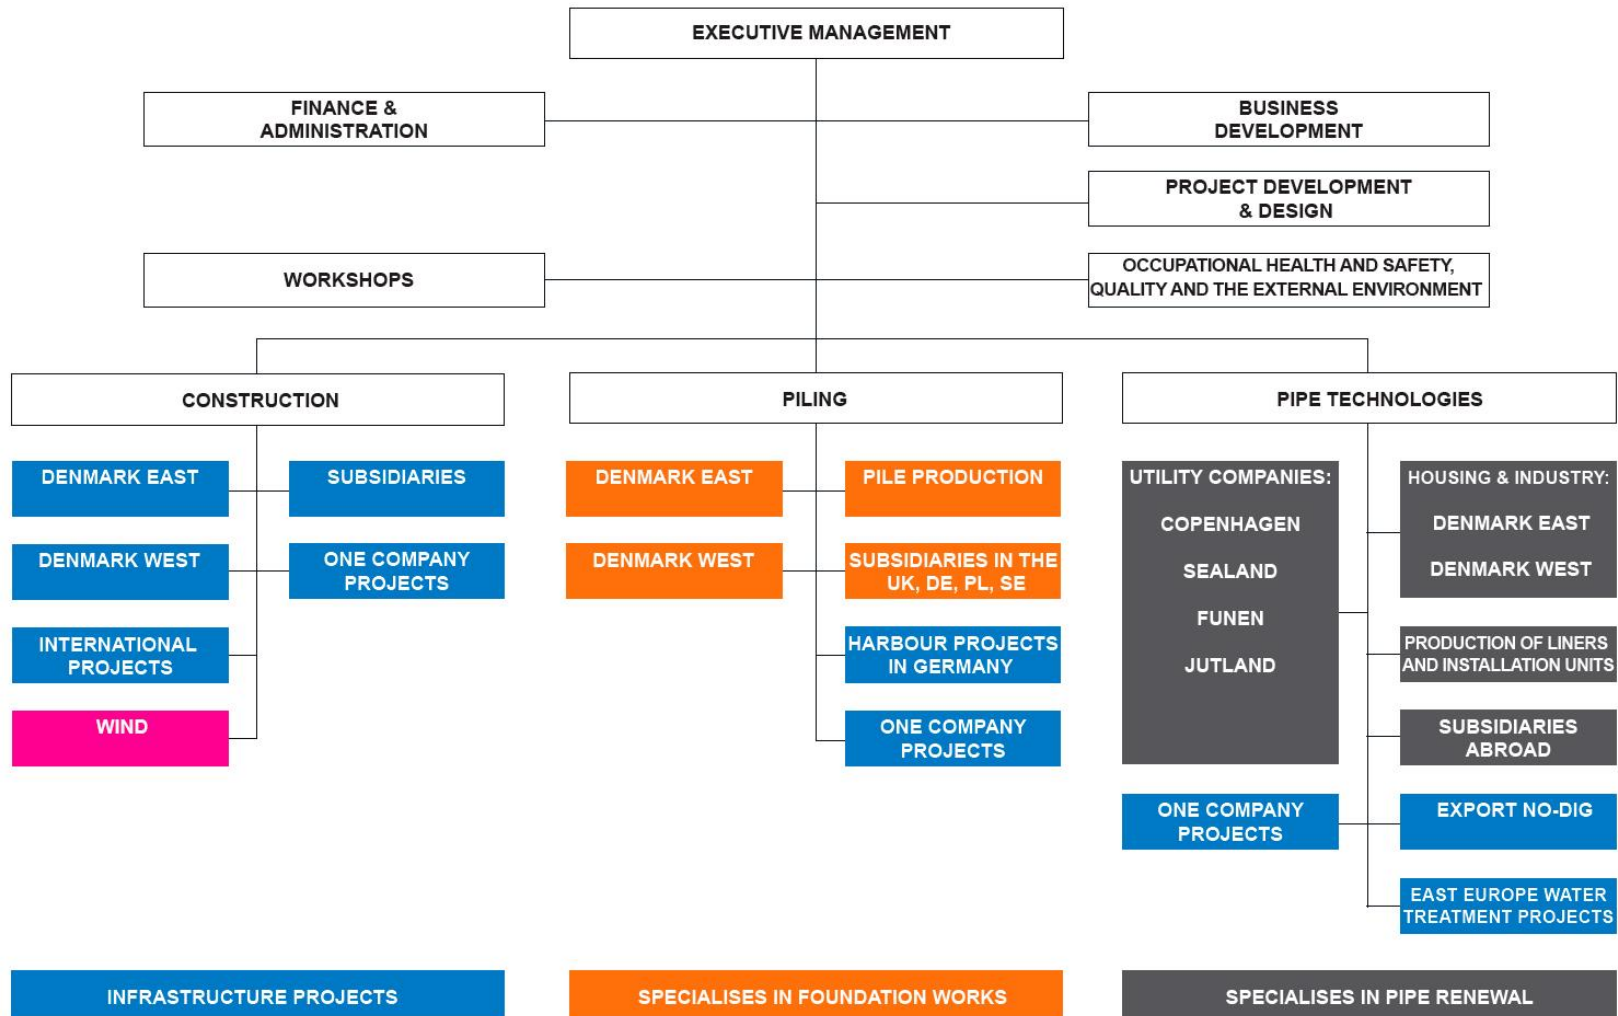 EXECUTIVE MANAGEMENT
FINANCE &
ADMINISTRATION
BUSINESS
DEVELOPMENT
PROJECT DEVELOPMENT
& DESIGN
WORKSHOPS
OCCUPATIONAL HEALTH AND SAFETY,
QUALITY AND THE EXTERNAL ENVIRONMENT
CONSTRUCTION
DENMARK EAST
SUBSIDIARIES
DENMARK WEST
ONE COMPANY
PROJECTS
INTERNATIONAL
PROJECTS
WIND
PILING
DENMARK EAST
PILE PRODUCTION
DENMARK WEST
SUBSIDIARIES IN THE
UK, DE, PL, SE
HARBOUR PROJECTS
IN GERMANY
ONE COMPANY
PROJECTS
PIPE TECHNOLOGIES
UTILITY COMPANIES:
COPENHAGEN
SEALAND
FUNEN
JUTLAND
HOUSING & INDUSTRY:
DENMARK EAST
DENMARK WEST
PRODUCTION OF LINERS
AND INSTALLATION UNITS
SUBSIDIARIES
ABROAD
ONE COMPANY
PROJECTS
EXPORT NO-DIG
EAST EUROPE WATER
TREATMENT PROJECTS
INFRASTRUCTURE PROJECTS
SPECIALISES IN FOUNDATION WORKS
SPECIALISES IN PIPE RENEWAL